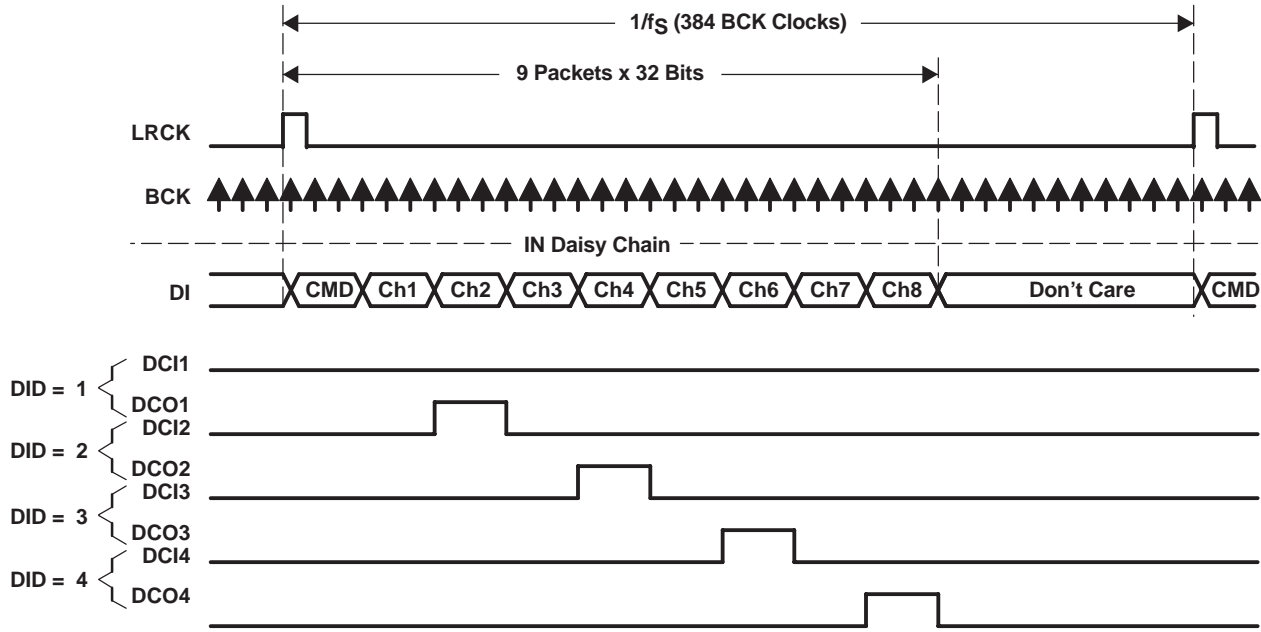 1/fS (384 BCK Clocks)
9 Packets x 32 Bits
LRCK
BCK
IN Daisy Chain
DI CMD Ch1 Ch2 Ch3 Ch4 Ch5 Ch6 Ch7 Ch8 Don't Care CMD
DCI1
DID = 1
DCO1
DCI2
DID = 2
DCO2
DCI3
DID = 3
DCO3
DCI4
DID = 4
DCO4